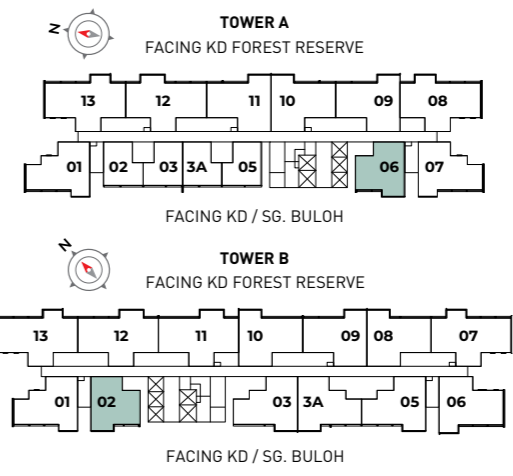 N
TOWER A
FACING KD FOREST RESERVE
13 12 11 10 09 08
01 02 03 3A 05 06 07
FACING KD / SG. BULOH
N
TOWER B
FACING KD FOREST RESERVE
13 12 11 10 09 08 07
01 02 03 3A 05 06
FACING KD / SG. BULOH